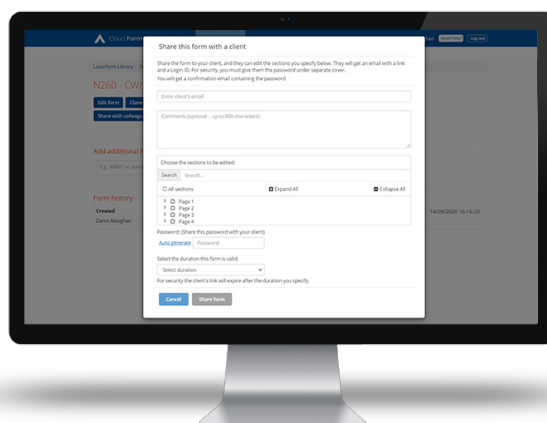 Cloud Form
Need help?
Log out
Share this form with a client
Share the form to your client, and they can edit the sections you specify below. They will get an email with a link
and a Login ID. For security, you must give them the password under separate cover.
You will get a confirmation email containing the password
Laserform Library
N260 - CW/
Enter client's email
Edit form
Clone
Share with colleagu
Comments (optional - up to 800 characters)
Add additional f
Choose the sections to be edited:
Search
Search...
All sections
Expand All
Collapse All
Form history
Created
Page 1
Page 2
Page 3
Page 4
14/09/2020 16:16:20
Password: (Share this password with your client)
Auto generate
Password
Select the duration this form is valid:
Select duration
For security the client's link will expire after the duration you specify.
Cancel
Share form